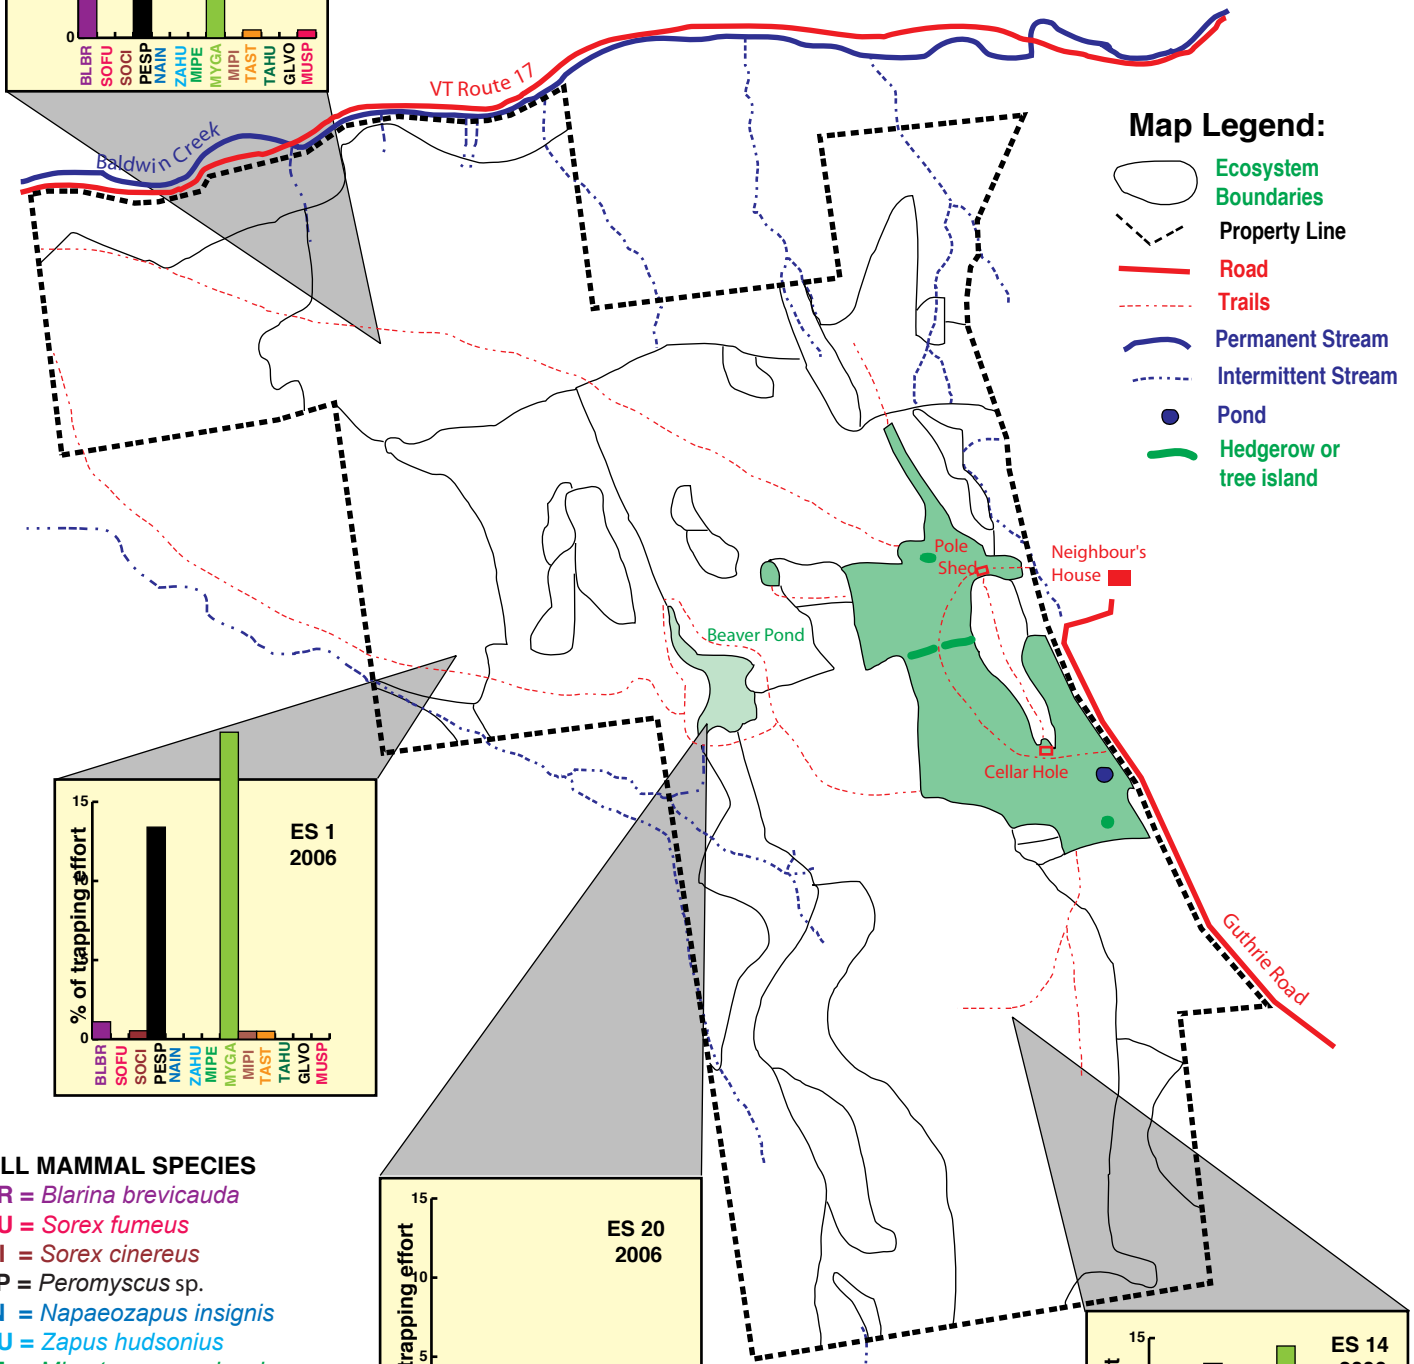 0
BLBR
SOFU
SOCI
PESP
NAIN
ZAHU
MIPE
MYGA
MIPI
TAST
TAHU
GLVO
MUSP
VT Route 17
Baldwin Creek
Map Legend:
Ecosystem
Boundaries
Property Line
Road
Trails
Permanent Stream
Intermittent Stream
Pond
Hedgerow or
tree island
Pole
Shed
Neighbour's
House
Beaver Pond
Cellar Hole
Guthrie Road
ES 1
2006
% of trapping effort
15
5
0
BLBR
SOFU
SOCI
PESP
NAIN
ZAHU
MIPE
MYGA
MIPI
TAST
TAHU
GLVO
MUSP
LL MAMMAL SPECIES
R = Blarina brevicauda
U = Sorex fumeus
I = Sorex cinereus
P = Peromyscus sp.
N = Napaeozapus insignis
U = Zapus hudsonius
ES 20
2006
trapping effort
15
10
5
ES 14
15